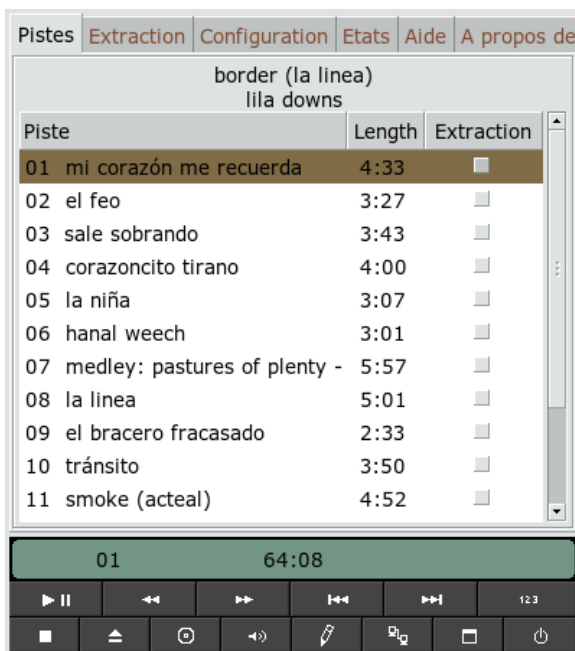 Pistes Extraction Configuration Etats Aide A propos de
border (la linea)
lila downs
Piste Length Extraction
01 mi corazón me recuerda 4:33
02 el feo 3:27
03 sale sobrando 3:43
04 corazoncito tirano 4:00
05 la niña 3:07
06 hanal weech 3:01
07 medley: pastures of plenty - 5:57
08 la linea 5:01
09 el bracero fracasado 2:33
10 tránsito 3:50
11 smoke (acteal) 4:52
01 64:08
123